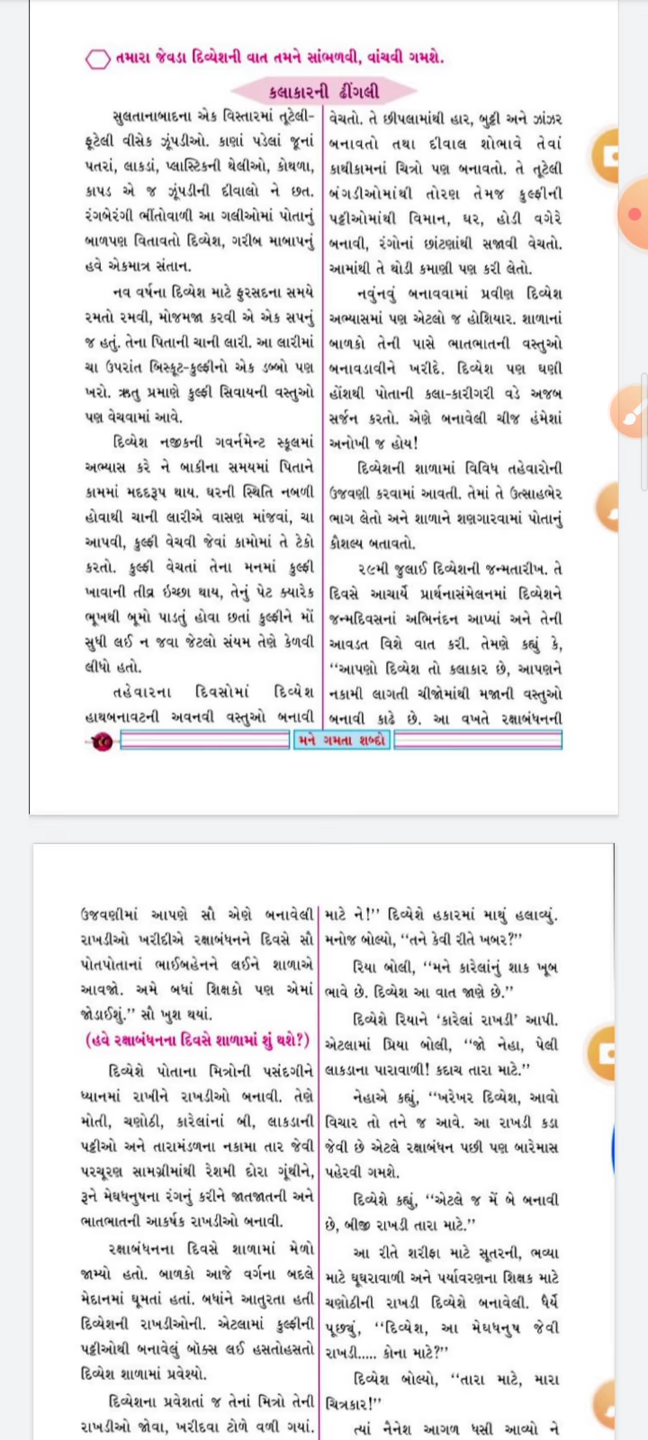 તમારા જેવડા દિવ્યેશની વાત તમને સાંભળવી, વાંચવી ગમશે.
કલાકારની ઢીંગલી
સુલતાનાબાદના એક વિસ્તારમાં તૂટેલી-
ફૂટેલી વીસેક ઝૂંપડીઓ. કાણાં પડેલાં જૂનાં
પતરાં, લાકડાં, પ્લાસ્ટિકની થેલીઓ, કોથળા,
કાપડ એ જ ઝૂંપડીની દીવાલો ને છત.
રંગબેરંગી ભીંતોવાળી આ ગલીઓમાં પોતાનું
બાળપણ વિતાવતો દિવ્યેશ, ગરીબ માબાપનું
હવે એકમાત્ર સંતાન.
નવ વર્ષના દિવ્યેશ માટે ફુરસદના સમયે
રમતો રમવી, મોજમજા કરવી એ એક સપનું
જ હતું. તેના પિતાની ચાની લારી. આ લારીમાં
ચા ઉપરાંત બિસ્કૂટ-કુલ્ફીનો એક ડબ્બો પણ
ખરો. ઋતુ પ્રમાણે કુલ્ફી સિવાયની વસ્તુઓ
પણ વેચવામાં આવે.
દિવ્યેશ નજીકની ગવર્નમેન્ટ સ્કૂલમાં
અભ્યાસ કરે ને બાકીના સમયમાં પિતાને
કામમાં મદદરૂપ થાય. ઘરની સ્થિતિ નબળી
હોવાથી ચાની લારીએ વાસણ માંજવાં, ચા
આપવી, કુલ્ફી વેચવી જેવાં કામોમાં તે ટેકો
કરતો. કુલ્ફી વેચતાં તેના મનમાં કુલ્ફી
ખાવાની તીવ્ર ઇચ્છા થાય, તેનું પેટ ક્યારેક
ભૂખથી બૂમો પાડતું હોવા છતાં કુલ્ફીને મોં
સુધી લઈ ન જવા જેટલો સંયમ તેણે કેળવી
લીધો હતો.
તહેવારના દિવસોમાં દિવ્યેશ
હાથબનાવટની અવનવી વસ્તુઓ બનાવી
વેચતો. તે છીપલામાંથી હાર, બુટ્ટી અને ઝાંઝર
બનાવતો તથા દીવાલ શોભાવે તેવાં
કાથીકામનાં ચિત્રો પણ બનાવતો. તે તૂટેલી
બંગડીઓમાંથી તોરણ તેમજ કુલ્ફીની
પટ્ટીઓમાંથી વિમાન, ઘર, હોડી વગેરે
બનાવી, રંગોનાં છાંટણાંથી સજાવી વેચતો.
આમાંથી તે થોડી કમાણી પણ કરી લેતો.
નવુંનવું બનાવવામાં પ્રવીણ દિવ્યેશ
અભ્યાસમાં પણ એટલો જ હોશિયાર. શાળાનાં
બાળકો તેની પાસે ભાતભાતની વસ્તુઓ
બનાવડાવીને ખરીદે. દિવ્યેશ પણ ઘણી
હોંશથી પોતાની કલા-કારીગરી વડે અજબ
સર્જન કરતો. એણે બનાવેલી ચીજ હંમેશાં
અનોખી જ હોય!
દિવ્યેશની શાળામાં વિવિધ તહેવારોની
ઉજવણી કરવામાં આવતી. તેમાં તે ઉત્સાહભેર
ભાગ લેતો અને શાળાને શણગારવામાં પોતાનું
કૌશલ્ય બતાવતો.
૨૯મી જુલાઈ દિવ્યેશની જન્મતારીખ. તે
દિવસે આચાર્યે પ્રાર્થનાસંમેલનમાં દિવ્યેશને
જન્મદિવસનાં અભિનંદન આપ્યાં અને તેની
આવડત વિશે વાત કરી. તેમણે કહ્યું કે,
“આપણો દિવ્યેશ તો કલાકાર છે, આપણને
નકામી લાગતી ચીજોમાંથી મજાની વસ્તુઓ
બનાવી કાઢે છે. આ વખતે રક્ષાબંધનની
મને ગમતા શબ્દો
ઉજવણીમાં આપણે સૌ એણે બનાવેલી
રાખડીઓ ખરીદીએ રક્ષાબંધનને દિવસે સૌ
પોતપોતાનાં ભાઈબહેનને લઈને શાળાએ
આવજો. અમે બધાં શિક્ષકો પણ એમાં
જોડાઈશું.” સૌ ખુશ થયાં.
(હવે રક્ષાબંધનના દિવસે શાળામાં શું થશે?)
દિવ્યેશે પોતાના મિત્રોની પસંદગીને
ધ્યાનમાં રાખીને રાખડીઓ બનાવી. તેણે
મોતી, ચણોઠી, કારેલાંનાં બી, લાકડાની
પટ્ટીઓ અને તારામંડળના નકામા તાર જેવી
પરચૂરણ સામગ્રીમાંથી રેશમી દોરા ગૂંથીને,
રૂને મેઘધનુષના રંગનું કરીને જાતજાતની અને
ભાતભાતની આકર્ષક રાખડીઓ બનાવી.
રક્ષાબંધનના દિવસે શાળામાં મેળો
જામ્યો હતો. બાળકો આજે વર્ગના બદલે
મેદાનમાં ઘૂમતાં હતાં. બધાંને આતુરતા હતી
દિવ્યેશની રાખડીઓની. એટલામાં કુલ્ફીની
પટ્ટીઓથી બનાવેલું બૉક્સ લઈ હસતોહસતો
દિવ્યેશ શાળામાં પ્રવેશ્યો.
દિવ્યેશના પ્રવેશતાં જ તેનાં મિત્રો તેની
રાખડીઓ જોવા, ખરીદવા ટોળે વળી ગયાં.
માટે ને!” દિવ્યેશે હકારમાં માથું હલાવ્યું.
મનોજ બોલ્યો, “તને કેવી રીતે ખબર?”
રિયા બોલી, “મને કારેલાંનું શાક ખૂબ
ભાવે છે. દિવ્યેશ આ વાત જાણે છે.”
દિવ્યેશે રિયાને ‘કારેલાં રાખડી’ આપી.
એટલામાં પ્રિયા બોલી, “જો નેહા, પેલી
લાકડાના પારાવાળી! કદાચ તારા માટે.”
નેહાએ કહ્યું, “ખરેખર દિવ્યેશ, આવો
વિચાર તો તને જ આવે. આ રાખડી કડા
જેવી છે એટલે રક્ષાબંધન પછી પણ બારેમાસ
પહેરવી ગમશે.
દિવ્યેશે કહ્યું, “એટલે જ મેં બે બનાવી
છે, બીજી રાખડી તારા માટે.”
આ રીતે શરીફા માટે સૂતરની, ભવ્યા
માટે ઘૂઘરાવાળી અને પર્યાવરણના શિક્ષક માટે
ચણોઠીની રાખડી દિવ્યેશે બનાવેલી. ધૈર્યે
પૂછ્યું, “દિવ્યેશ, આ મેઘધનુષ જેવી
રાખડી..... કોના માટે?”
દિવ્યેશ બોલ્યો, “તારા માટે, મારા
ચિત્રકાર!”
ત્યાં નૈનેશ આગળ ધસી આવ્યો ને